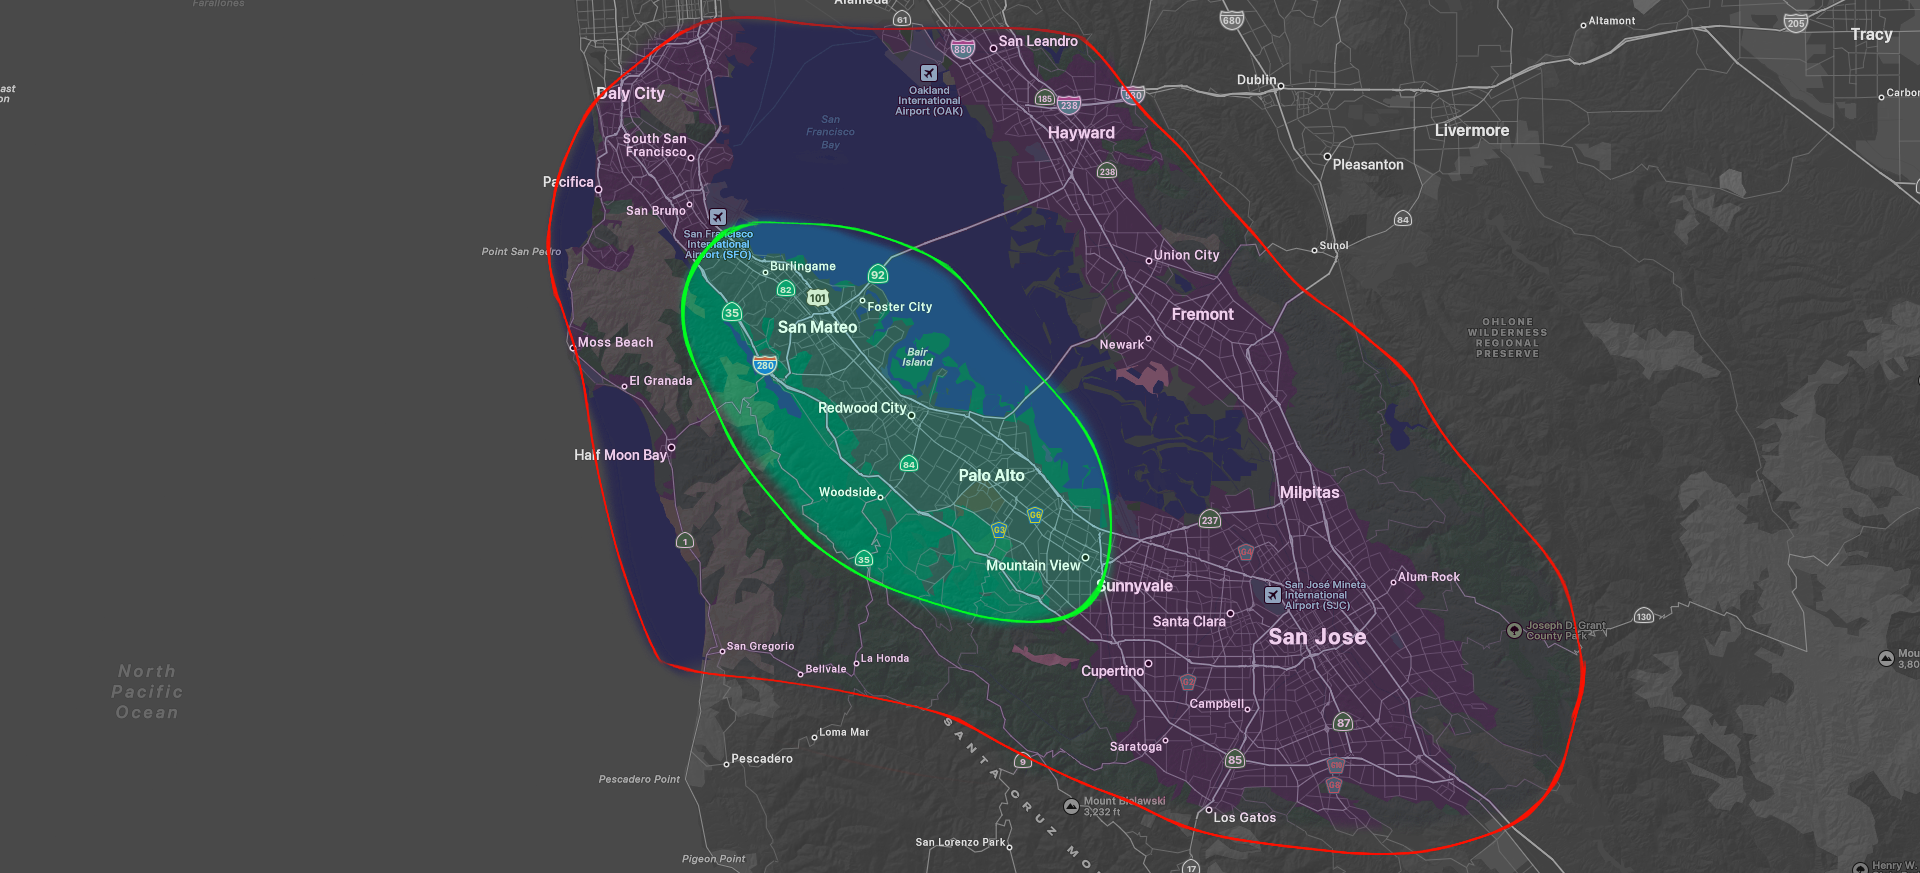 Farallones
Alameda
61
680
Altamont
205
Tracy
880
San Leandro
Dublin
Oakland
International
Airport (OAK)
Daly City
185
238
580
Carbon
San
Francisco
Bay
Hayward
Livermore
South San
Francisco
Pleasanton
238
Pacifica
San Bruno
84
San Francisco
International
Airport (SFO)
Point San Pedro
Sunol
Union City
Burlingame
92
82
101
Foster City
35
San Mateo
Fremont
OHLONE
WILDERNESS
REGIONAL
PRESERVE
Moss Beach
Newark
Bair
Island
280
El Granada
Redwood City
Half Moon Bay
84
Palo Alto
Woodside
Milpitas
G6
G3
237
1
35
Mountain View
G4
Sunnyvale
San José Mineta
International
Airport (SJC)
Alum Rock
Santa Clara
San Jose
Joseph D. Grant
County Park
130
San Gregorio
La Honda
Bellvale
Cupertino
G2
Campbell
North
Pacific
Ocean
Mou
3,80
87
SANTA CRUZ MO
Loma Mar
Saratoga
Pescadero
9
85
Pescadero Point
G8
Mount Bielawski
3,232 ft
Los Gatos
San Lorenzo Park
Pigeon Point
17
Henry W.